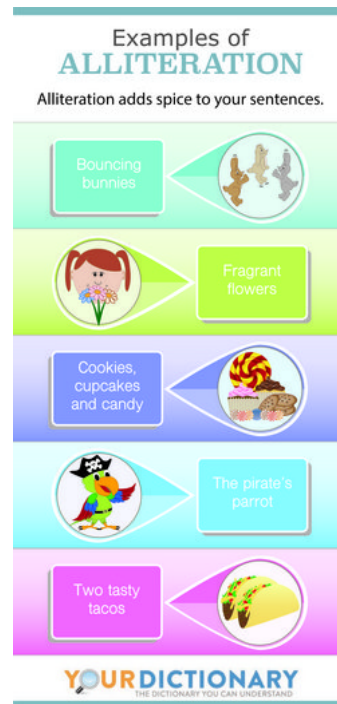 Examples of
ALLITERATION
Alliteration adds spice to your sentences.
Bouncing
bunnies
Fragrant
flowers
Cookies,
cupcakes
and candy
The pirate's
parrot
Two tasty
tacos
YOURDICTIONARY
THE DICTIONARY YOU CAN UNDERSTAND